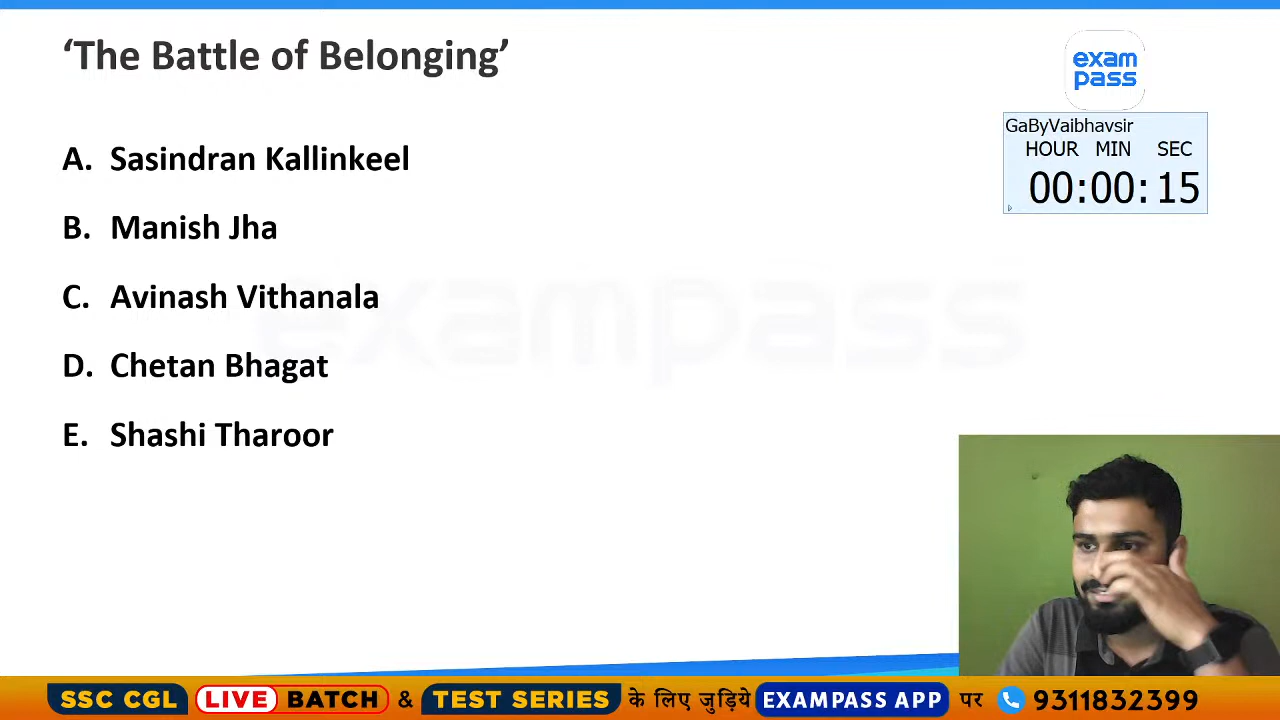 ‘The Battle of Belonging’
exam
pass
GaByVaibhavsir
HOUR MIN SEC
00:00:15
A. Sasindran Kallinkeel
B. Manish Jha
C. Avinash Vithanala
D. Chetan Bhagat
E. Shashi Tharoor
exampass
SSC CGL LIVE BATCH & TEST SERIES के लिए जुड़िये EXAMPASS APP पर 9311832399